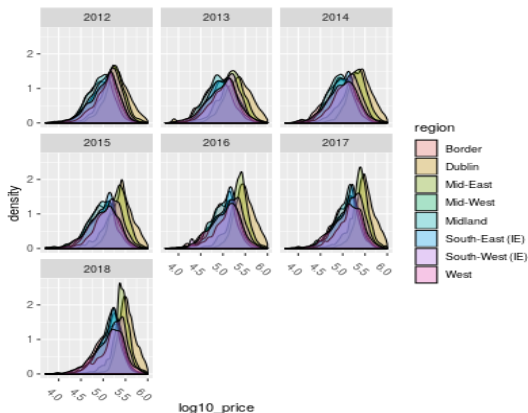 2012 2013 2014
2
1
0
2015 2016 2017
2
1
0
4.0 4.5 5.0 5.5 6.0 4.0 4.5 5.0 5.5 6.0
2018
2
1
0
4.0 4.5 5.0 5.5 6.0
density
log10_price
region
Border
Dublin
Mid-East
Mid-West
Midland
South-East (IE)
South-West (IE)
West